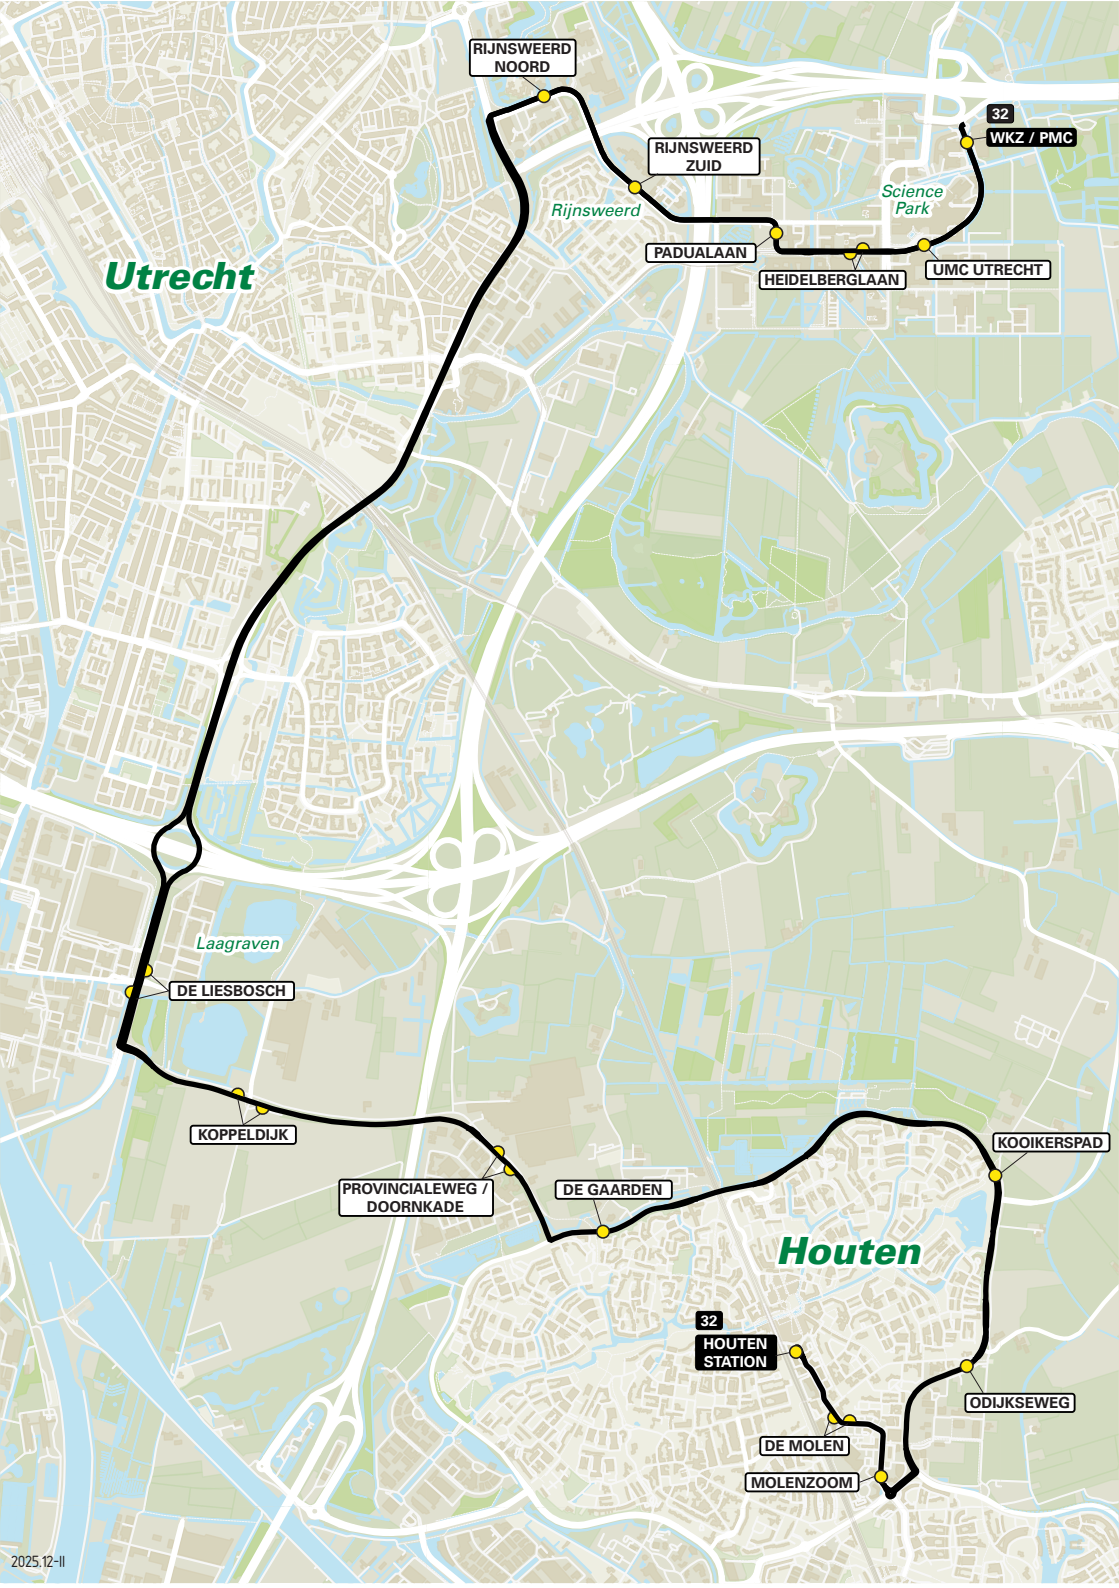 RIJNSWEERD
NOORD
32
WKZ / PMC
RIJNSWEERD
ZUID
Science
Park
Rijnsweerd
PADUALAAN
HEIDELBERGLAAN
UMC UTRECHT
Utrecht
Laagraven
DE LIESBOSCH
KOPPELDIJK
KOOIKERSPAD
PROVINCIALEWEG /
DOORNKADE
DE GAARDEN
Houten
32
HOUTEN
STATION
ODIJKSEWEG
DE MOLEN
MOLENZOOM
2025.12-II